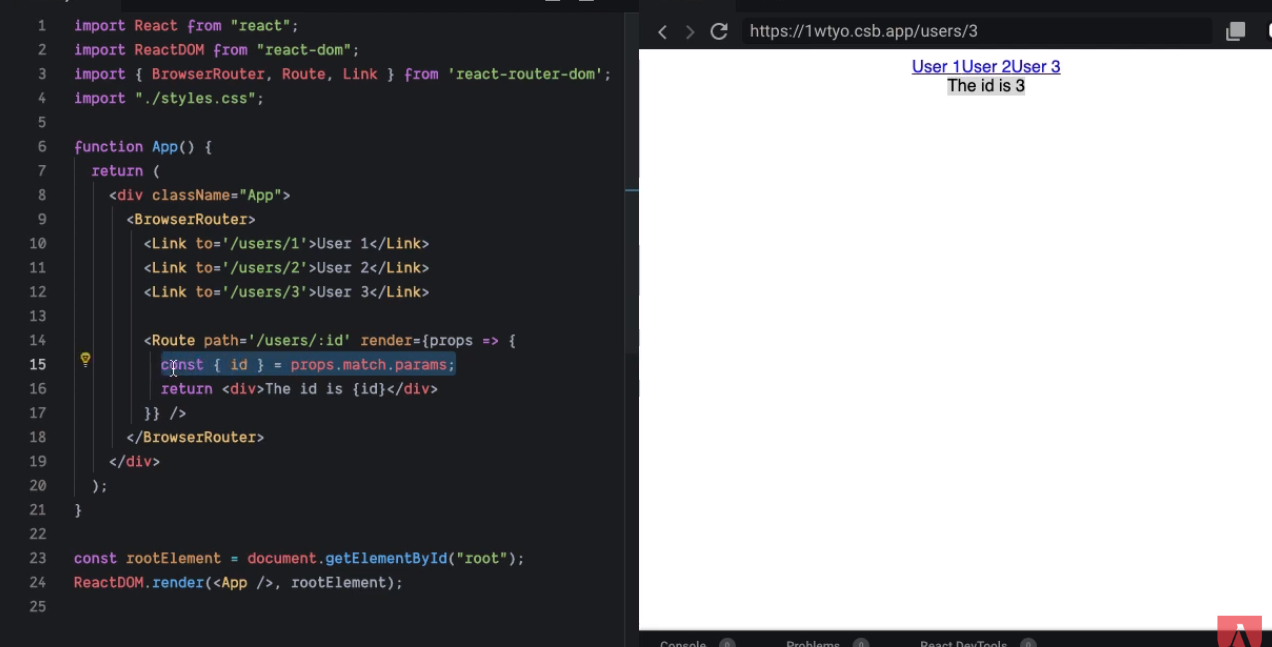 1 import React from "react";
2 import ReactDOM from "react-dom";
3 import { BrowserRouter, Route, Link } from 'react-router-dom';
4 import "./styles.css";
5
6 function App() {
7 return (
8 <div className="App">
9 <BrowserRouter>
10 <Link to='/users/1'>User 1</Link>
11 <Link to='/users/2'>User 2</Link>
12 <Link to='/users/3'>User 3</Link>
13
14 <Route path='/users/:id' render={props => {
15 const { id } = props.match.params;
16 return <div>The id is {id}</div>
17 }} />
18 </BrowserRouter>
19 </div>
20 );
21 }
22
23 const rootElement = document.getElementById("root");
24 ReactDOM.render(<App />, rootElement);
25
https://1wtyo.csb.app/users/3
User 1User 2User 3
The id is 3
Console 0 Problems 0 React DevTools 0